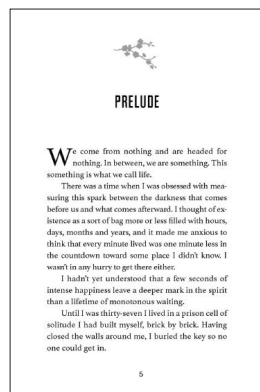 PRELUDE
We come from nothing and are headed for
nothing. In between, we are something. This
something is what we call life.
There was a time when I was obsessed with mea-
suring this spark between the darkness that comes
before us and what comes afterward. I thought of ex-
istence as a sort of bag more or less filled with hours,
days, months and years, and it made me anxious to
think that every minute lived was one minute less in
the countdown toward some place I didn't know. I
wasn't in any hurry to get there either.
I hadn't yet understood that a few seconds of
intense happiness leave a deeper mark in the spirit
than a lifetime of monotonous waiting.
Until I was thirty-seven I lived in a prison cell of
solitude I had built myself, brick by brick. Having
closed the walls around me, I buried the key so no
one could get in.
5